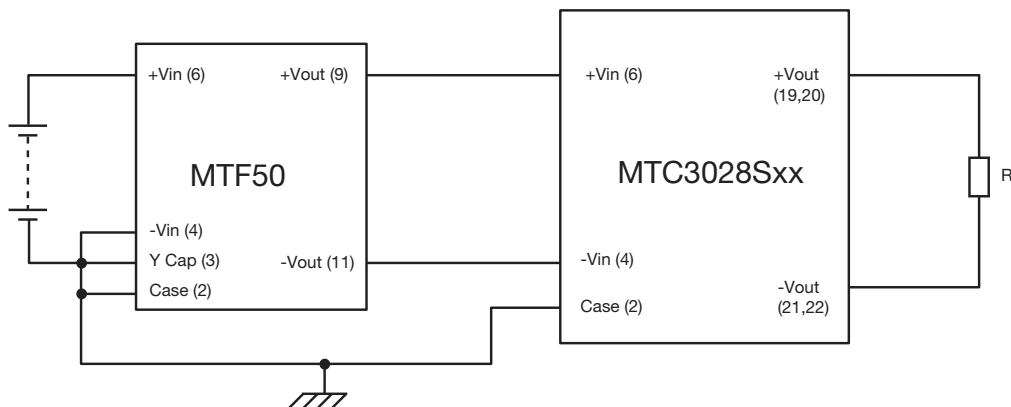 +Vin (6)
+Vout (9)
MTF50
-Vin (4)
Y Cap (3)
-Vout (11)
Case (2)
+Vin (6)
+Vout
(19,20)
MTC3028Sxx
-Vin (4)
Case (2)
-Vout
(21,22)
R